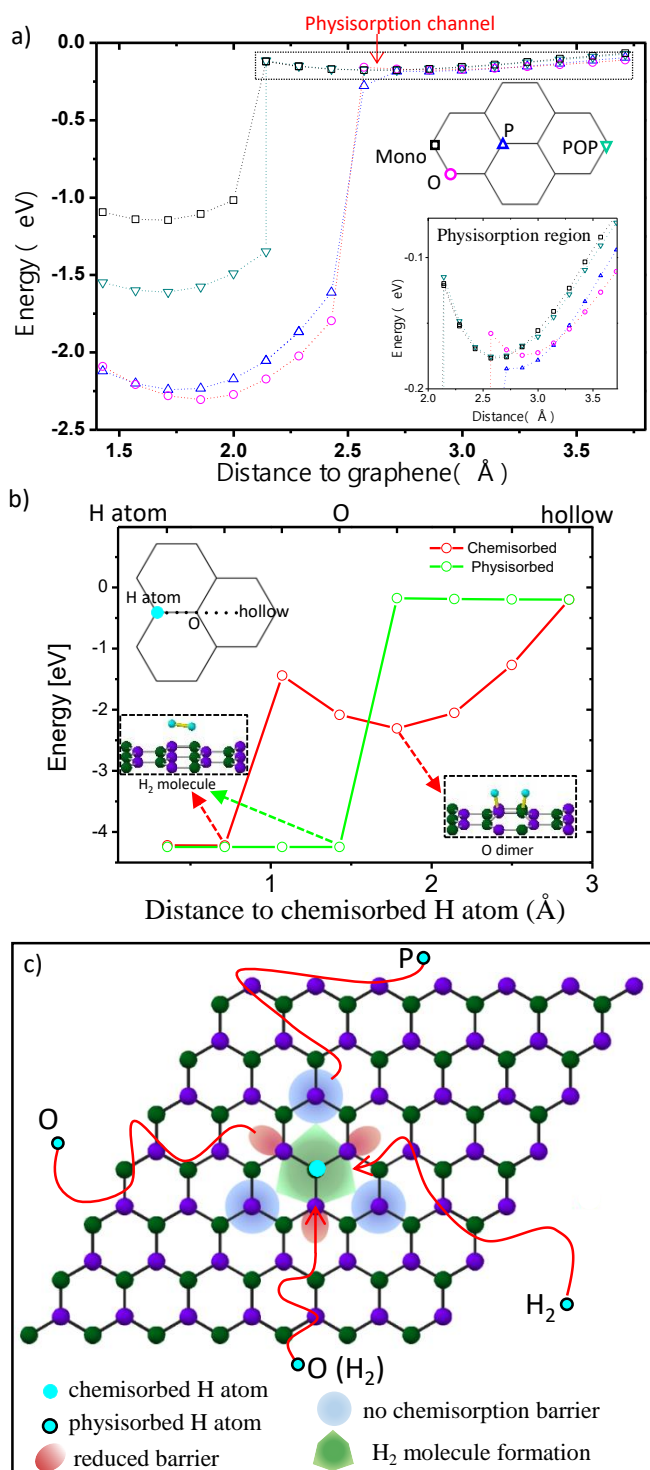 a)
Physisorption channel
0.0
-0.5
-1.0
-1.5
-2.0
-2.5
Energy ( eV)
Mono
O
P
POP
Physisorption region
-0.1
-0.2
Energy( eV)
2.0 2.5 3.0 3.5
Distance( Å)
1.5 2.0 2.5 3.0 3.5
Distance to graphene( Å)
b)
H atom O hollow
Chemisorbed
Physisorbed
0
-1
-2
-3
-4
Energy [eV]
H atom
O
hollow
H₂ molecule
O dimer
1 2 3
Distance to chemisorbed H atom (Å)
c)
P
O
H₂
O (H₂)
chemisorbed H atom
physisorbed H atom
reduced barrier
no chemisorption barrier
H₂ molecule formation